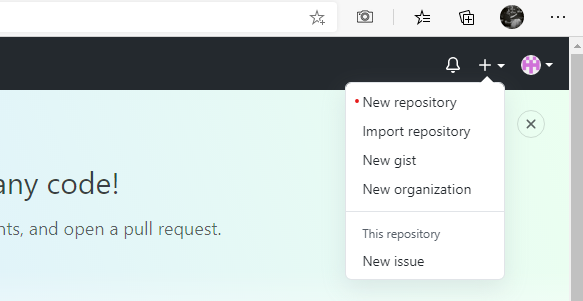 New repository
Import repository
any code!
New gist
New organization
nts, and open a pull request.
This repository
New issue